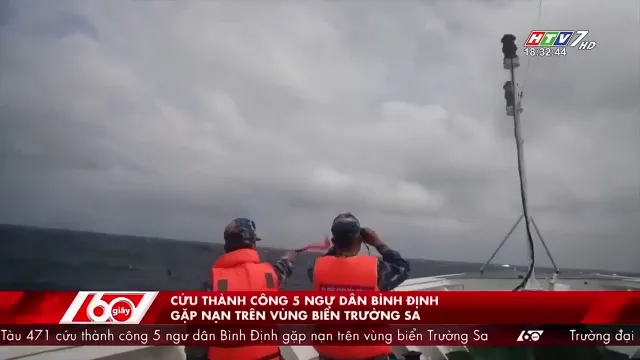 HTV7 HD
18:32:44
60 giây
CỨU THÀNH CÔNG 5 NGƯ DÂN BÌNH ĐỊNH
GẶP NẠN TRÊN VÙNG BIỂN TRƯỜNG SA
Tàu 471 cứu thành công 5 ngư dân Bình Định gặp nạn trên vùng biển Trường Sa 60 Trường đại